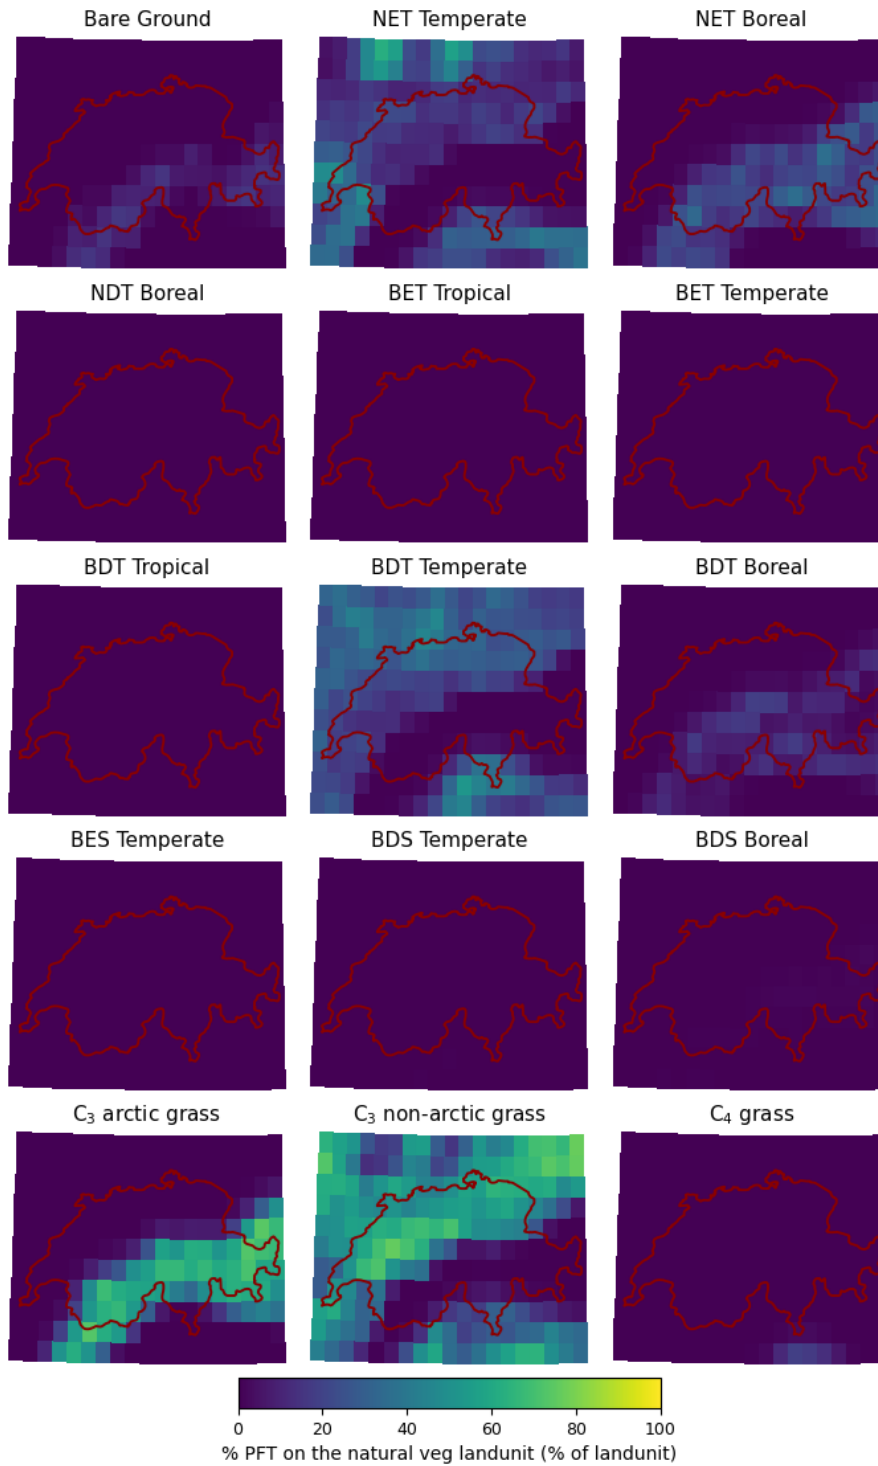 Bare Ground
NET Temperate
NET Boreal
NDT Boreal
BET Tropical
BET Temperate
BDT Tropical
BDT Temperate
BDT Boreal
BES Temperate
BDS Temperate
BDS Boreal
C₃ arctic grass
C₃ non-arctic grass
C₄ grass
0 20 40 60 80 100
% PFT on the natural veg landunit (% of landunit)